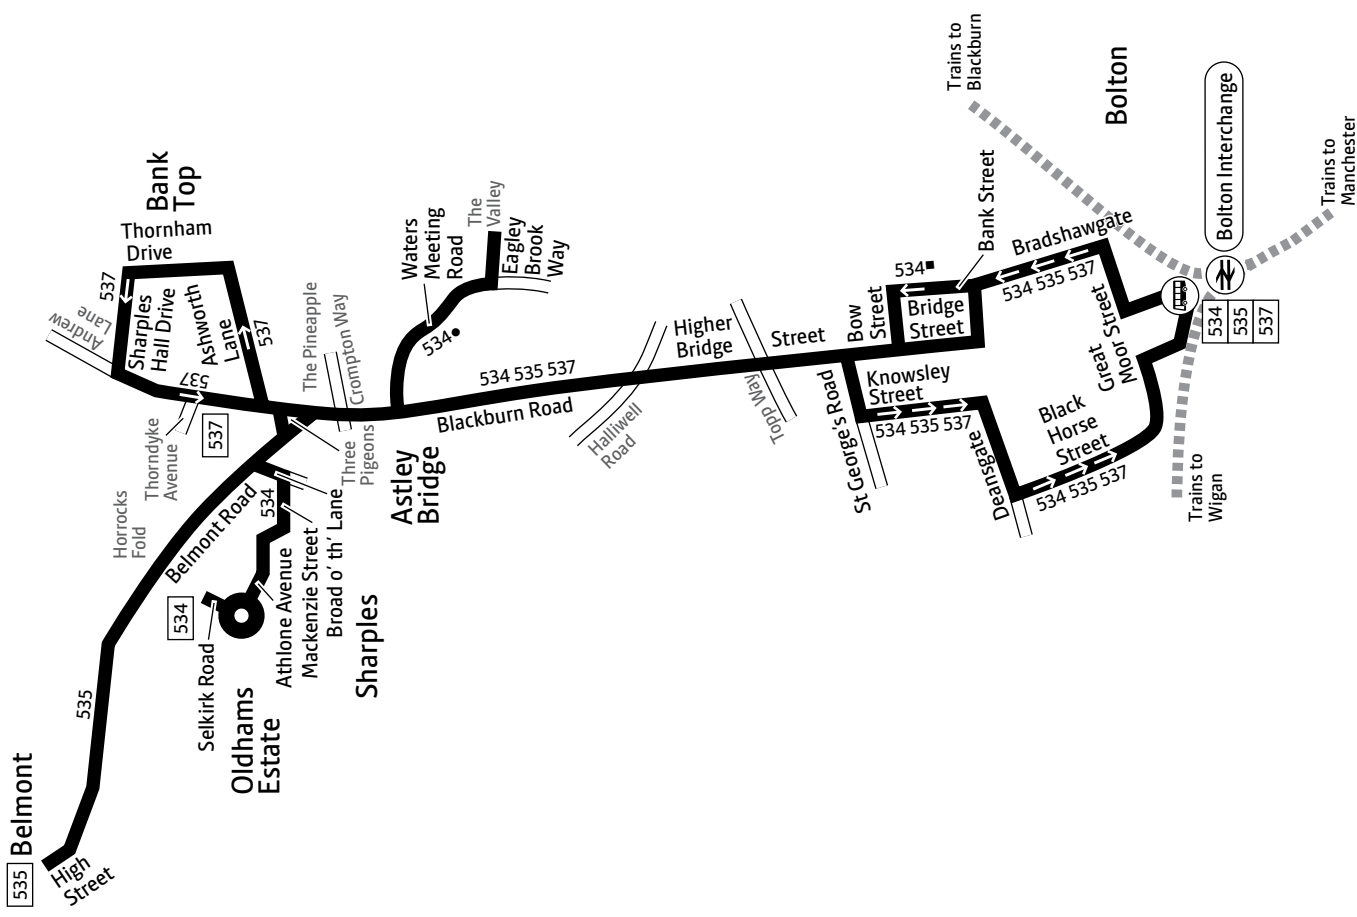 Trains to
Blackburn
Bolton
Bolton Interchange
Trains to
Manchester
534
535
537
Trains to
Wigan
Bank Street
Bradshawgate
534 535 537
534■
Bow
Street
Bridge
Street
Great
Moor Street
Black
Horse
Street
534 535 537
Deansgate
Knowsley
Street
534 535 537
St George's Road
Higher
Bridge
Street
Topp Way
Halliwell
Road
534 535 537
Blackburn Road
Waters
Meeting
Road
The
Valley
Eagley
Brook
Way
534●
Astley
Bridge
The Pineapple
Crompton Way
Three
Pigeons
Bank
Top
Thornham
Drive
537
Sharples
Hall Drive
Ashworth
Lane
537
Andrew
Lane
537
537
Thorndyke
Avenue
Horrocks
Fold
Belmont Road
534
Broad o' th' Lane
Mackenzie Street
Athlone Avenue
Sharples
534
Selkirk Road
Oldhams
Estate
535
535
Belmont
High
Street